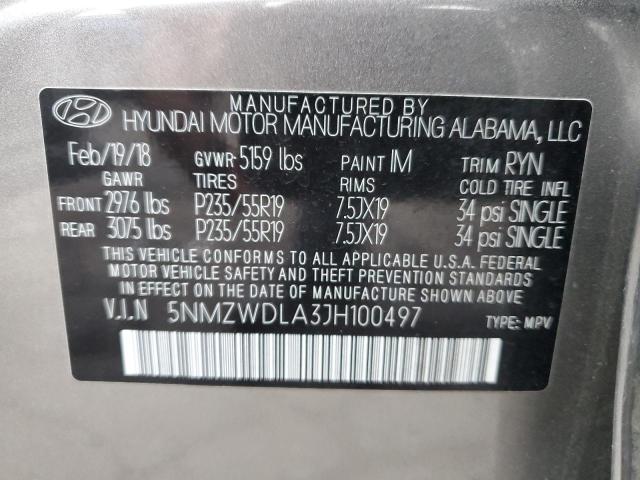 MANUFACTURED BY
HYUNDAI MOTOR MANUFACTURING ALABAMA, LLC
Feb/19/18 GVWR 5159 lbs PAINT IM TRIM RYN
GAWR TIRES RIMS COLD TIRE INFL
FRONT 2976 lbs P235/55R19 7.5JX19 34 psi SINGLE
REAR 3075 lbs P235/55R19 7.5JX19 34 psi SINGLE
THIS VEHICLE CONFORMS TO ALL APPLICABLE U.S.A. FEDERAL
MOTOR VEHICLE SAFETY AND THEFT PREVENTION STANDARDS
IN EFFECT ON THE DATE OF MANUFACTURE SHOWN ABOVE.
V.I.N 5NMZWDLA3JH100497 TYPE: MPV